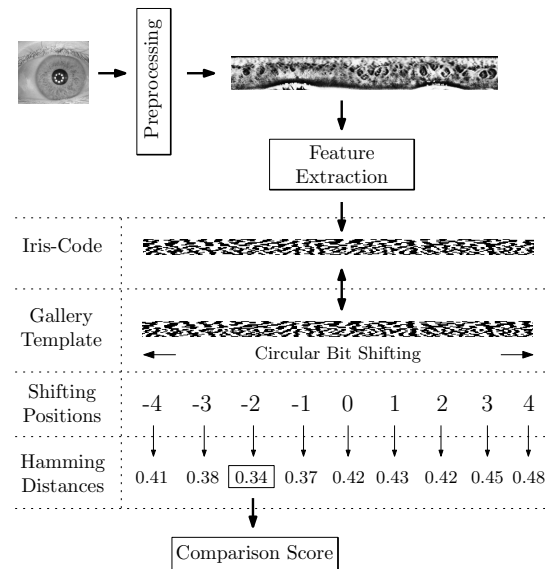 Preprocessing
Feature
Extraction
Iris-Code
Gallery
Template
Circular Bit Shifting
Shifting
Positions
-4 -3 -2 -1 0 1 2 3 4
Hamming
Distances
0.41 0.38 0.34 0.37 0.42 0.43 0.42 0.45 0.48
Comparison Score